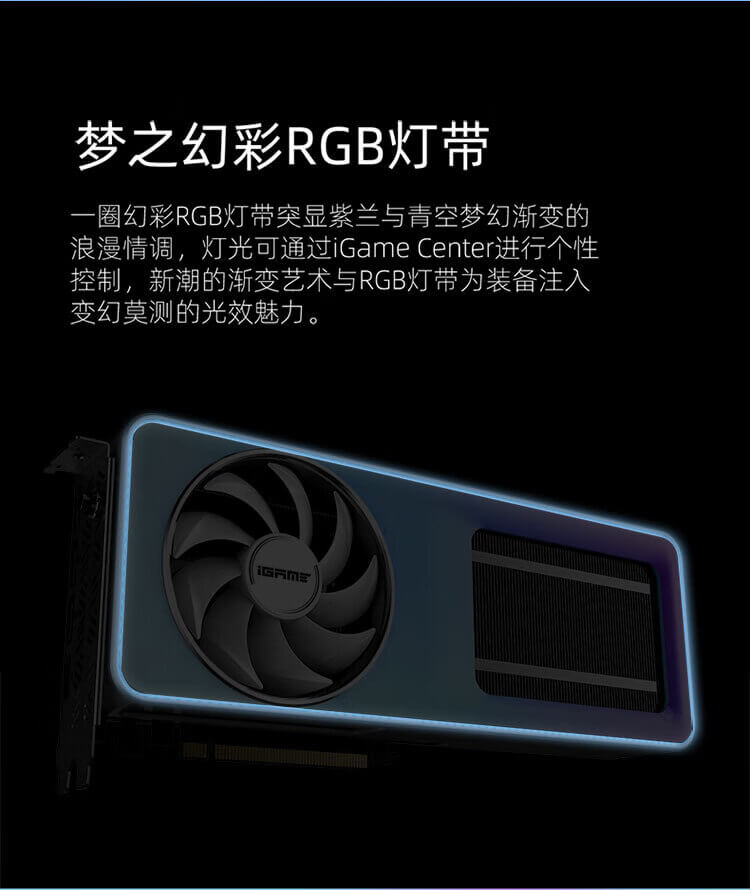 梦之幻彩RGB灯带
一圈幻彩RGB灯带突显紫兰与青空梦幻渐变的
浪漫情调，灯光可通过iGame Center进行个性
控制，新潮的渐变艺术与RGB灯带为装备注入
变幻莫测的光效魅力。
iGAME